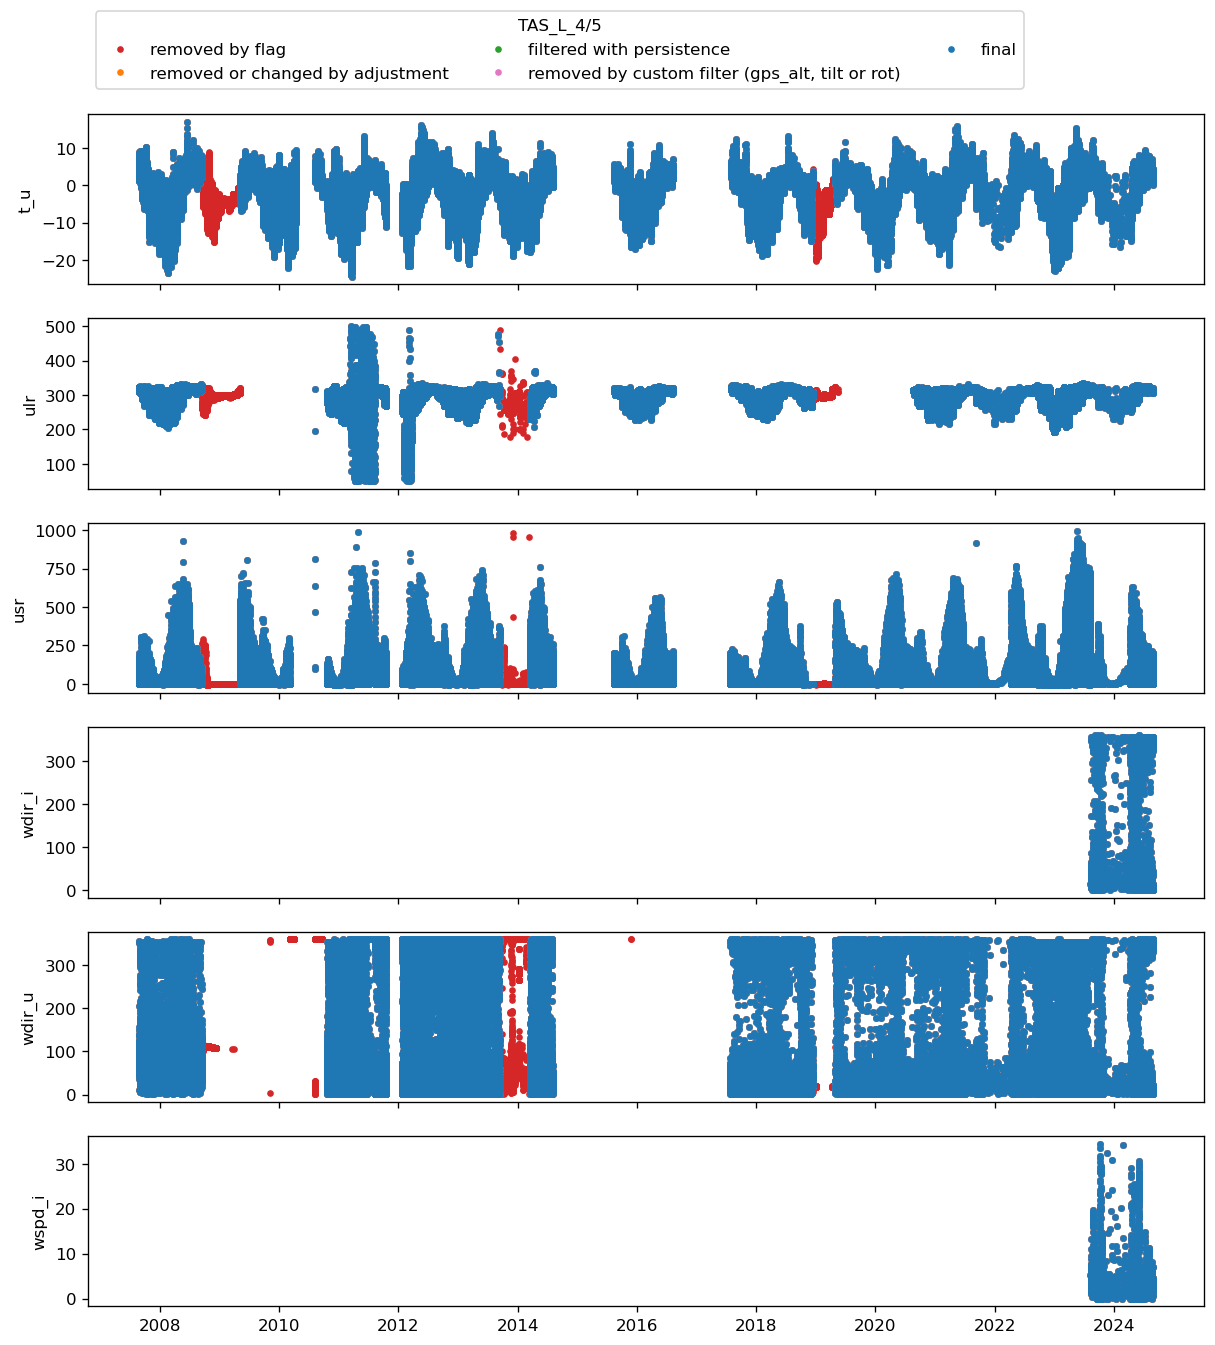 TAS_L_4/5
removed by flag
filtered with persistence
final
removed or changed by adjustment
removed by custom filter (gps_alt, tilt or rot)
10
0
−10
−20
t_u
500
400
300
200
100
ulr
1000
750
500
250
0
usr
300
200
100
0
wdir_i
300
200
100
0
wdir_u
30
20
10
0
wspd_i
2008
2010
2012
2014
2016
2018
2020
2022
2024